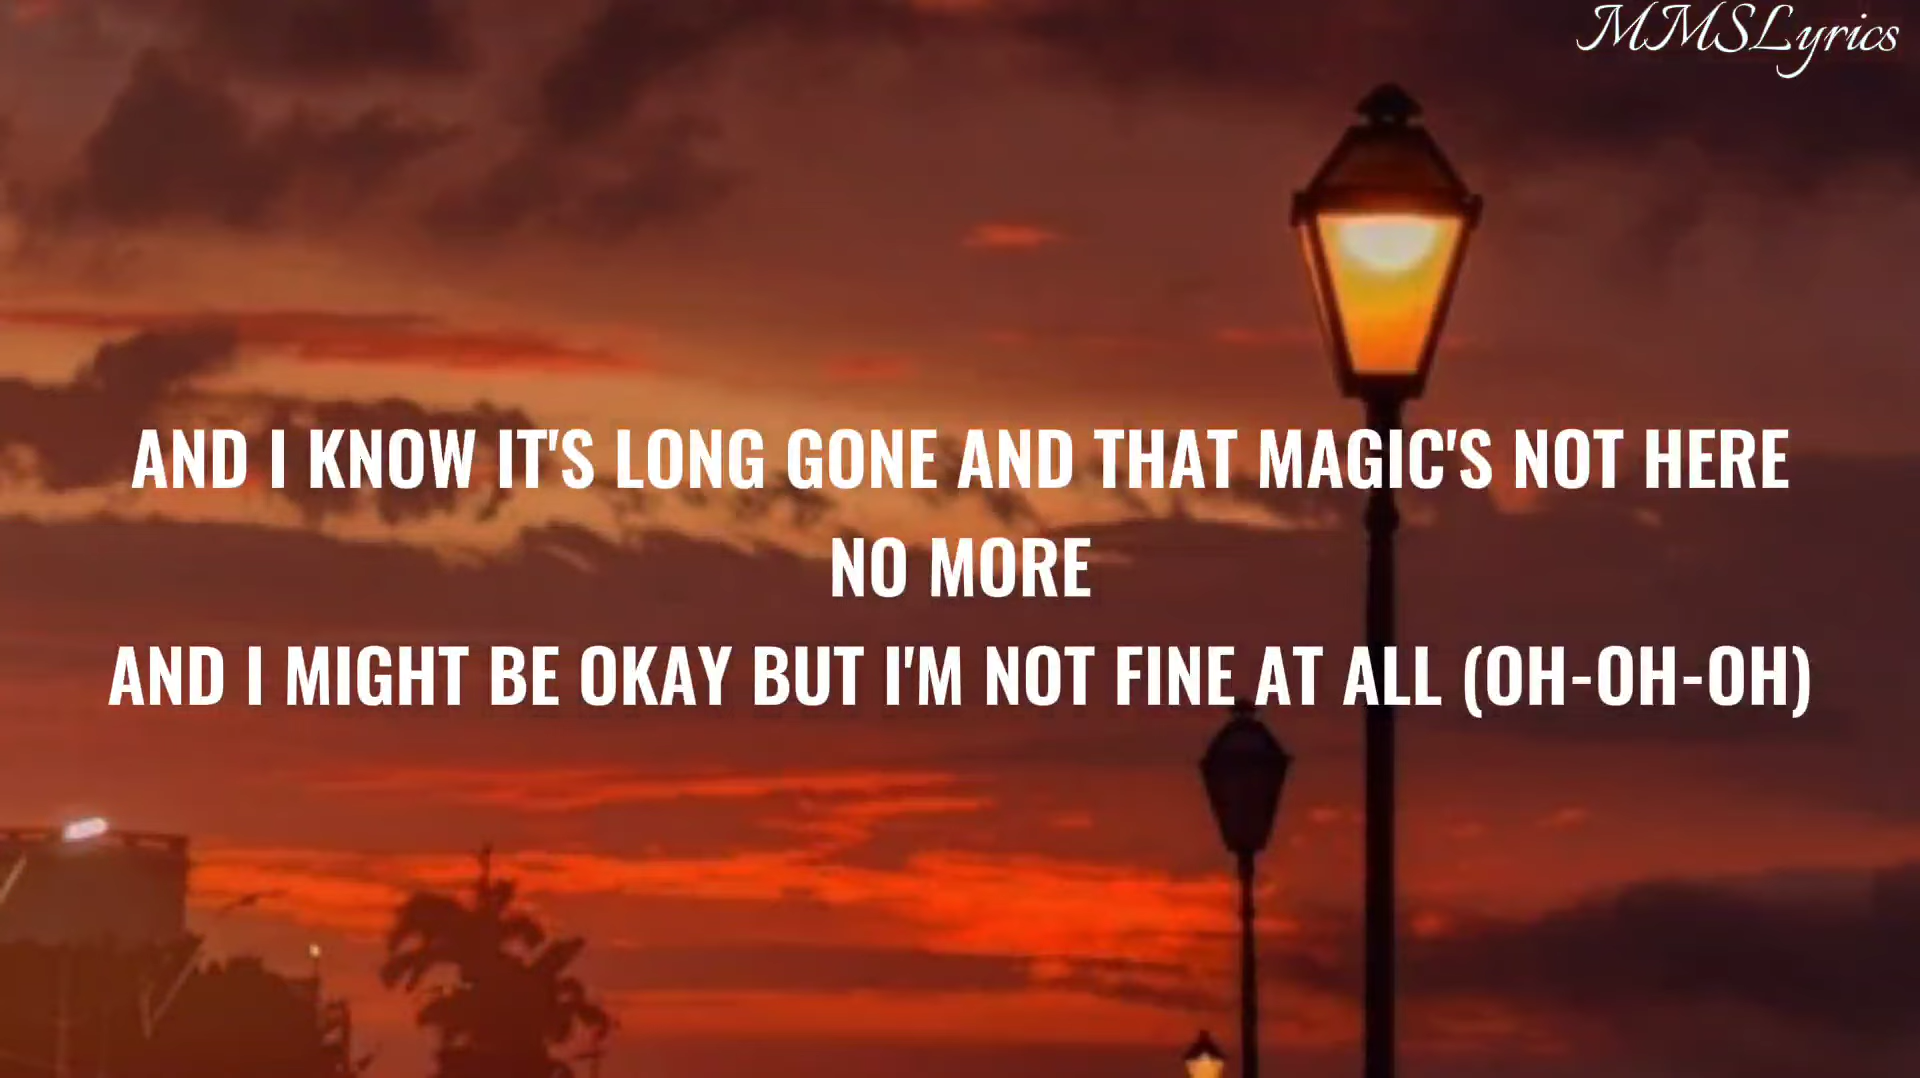 MMSLyrics
AND I KNOW IT'S LONG GONE AND THAT MAGIC'S NOT HERE
NO MORE
AND I MIGHT BE OKAY BUT I'M NOT FINE AT ALL (OH-OH-OH)